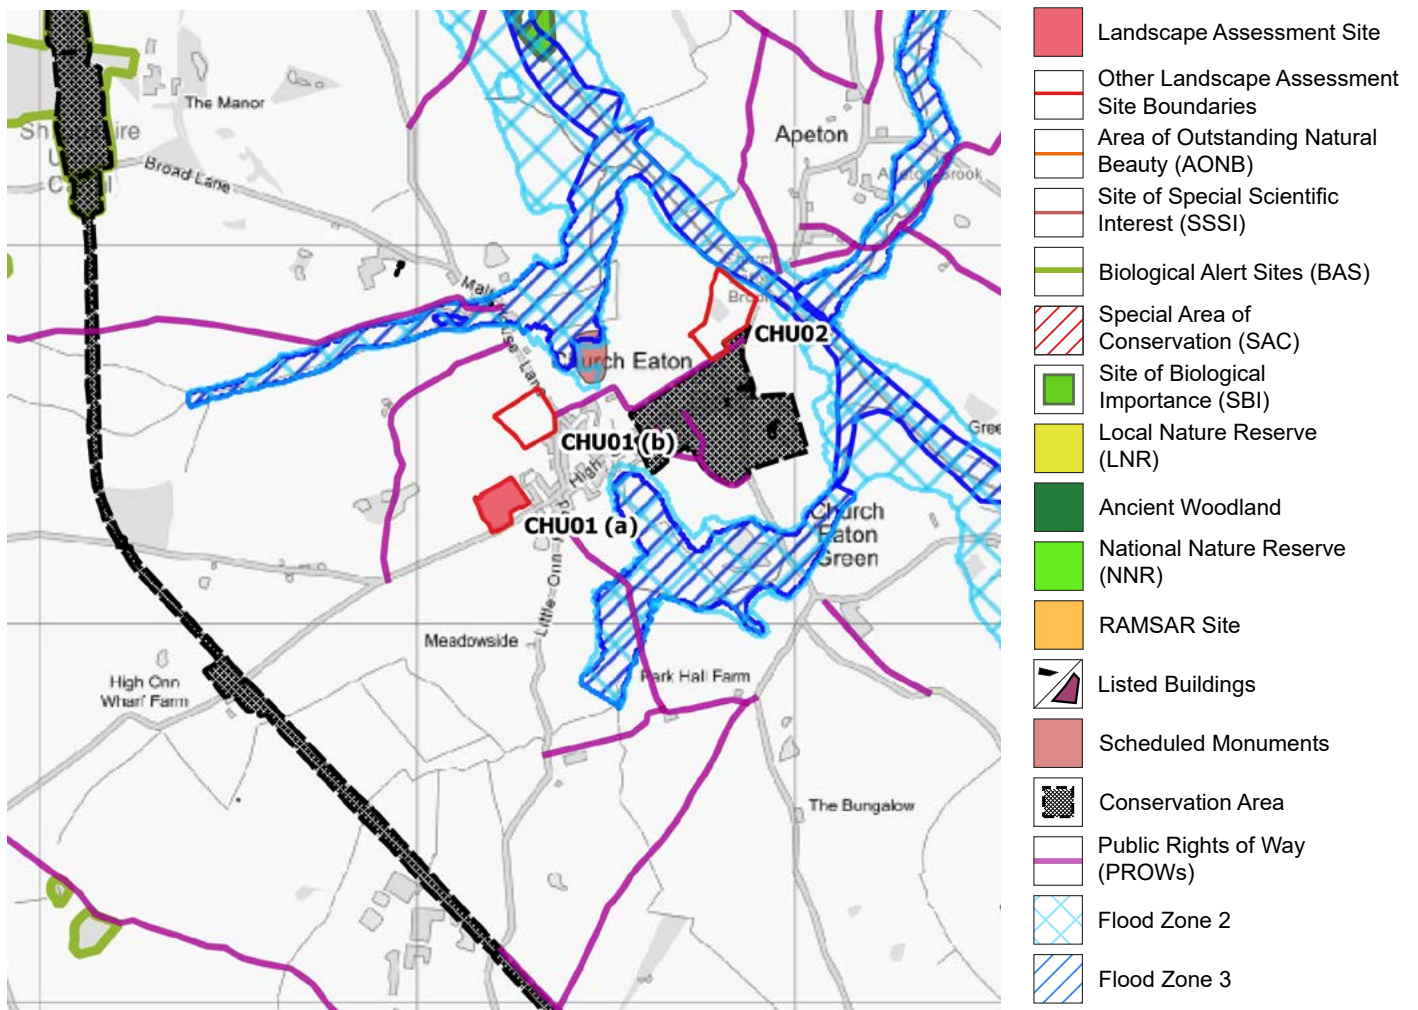 The Manor
Broad Lane
Apeton
Church Eaton
CHU02
CHU01 (b)
High
CHU01 (a)
Church
Eaton
Green
Meadowside
High Onn
Wharf Farm
Park Hall Farm
The Bungalow
Landscape Assessment Site
Other Landscape Assessment
Site Boundaries
Area of Outstanding Natural
Beauty (AONB)
Site of Special Scientific
Interest (SSSI)
Biological Alert Sites (BAS)
Special Area of
Conservation (SAC)
Site of Biological
Importance (SBI)
Local Nature Reserve
(LNR)
Ancient Woodland
National Nature Reserve
(NNR)
RAMSAR Site
Listed Buildings
Scheduled Monuments
Conservation Area
Public Rights of Way
(PROWs)
Flood Zone 2
Flood Zone 3